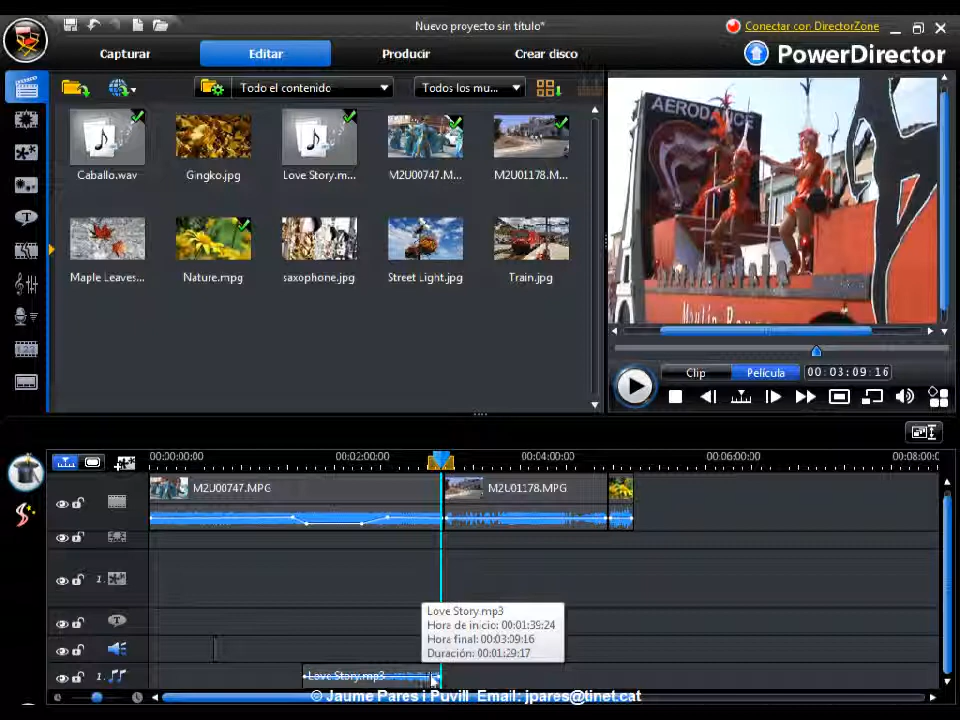 Nuevo proyecto sin título*
Conectar con DirectorZone
Capturar
Editar
Producir
Crear disco
PowerDirector
Todo el contenido
Todos los mu...
Caballo.wav
Gingko.jpg
Love Story.m...
M2U00747.M...
M2U01178.M...
Maple Leaves...
Nature.mpg
saxophone.jpg
Street Light.jpg
Train.jpg
AERODANCE
Clip
Película
00:03:09:16
00:00:00:00
00:02:00:00
00:04:00:00
00:06:00:00
00:08:00:0
M2U00747.MPG
M2U01178.MPG
1.
Love Story.mp3
Hora de inicio: 00:01:39:24
Hora final: 00:03:09:16
Duración: 00:01:29:17
1.
Love Story.mp3
© Jaume Pares i Puvill Email: jpares@tinet.cat